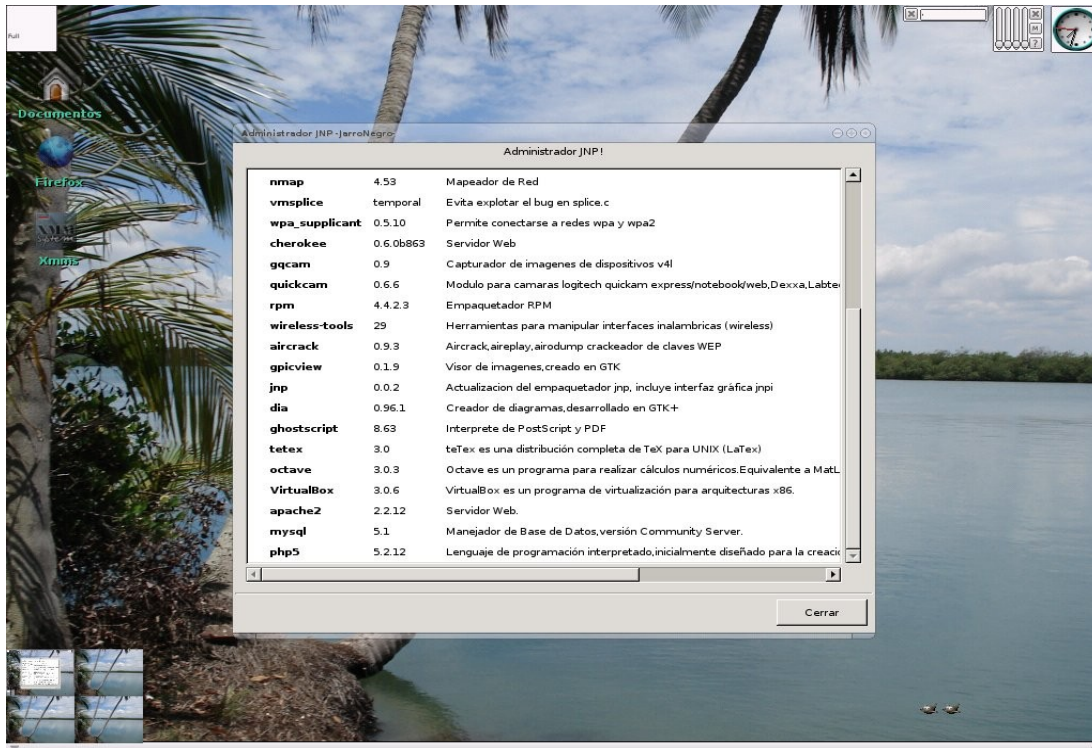 Full
Documentos
Firefox
Xmms
Administrador JNP -JarroNegro-
Administrador JNP!
nmap 4.53 Mapeador de Red
vmsplice temporal Evita explotar el bug en splice.c
wpa_supplicant 0.5.10 Permite conectarse a redes wpa y wpa2
cherokee 0.6.0b863 Servidor Web
gqcam 0.9 Capturador de imagenes de dispositivos v4l
quickcam 0.6.6 Modulo para camaras logitech quickam express/notebook/web,Dexxa,Labtec
rpm 4.4.2.3 Empaquetador RPM
wireless-tools 29 Herramientas para manipular interfaces inalambricas (wireless)
aircrack 0.9.3 Aircrack,aireplay,airodump crackeador de claves WEP
gpicview 0.1.9 Visor de imagenes,creado en GTK
jnp 0.0.2 Actualizacion del empaquetador jnp, incluye interfaz gráfica jnpi
dia 0.96.1 Creador de diagramas,desarrollado en GTK+
ghostscript 8.63 Interprete de PostScript y PDF
tetex 3.0 teTex es una distribución completa de TeX para UNIX (LaTex)
octave 3.0.3 Octave es un programa para realizar cálculos numéricos.Equivalente a MatL
VirtualBox 3.0.6 VirtualBox es un programa de virtualización para arquitecturas x86.
apache2 2.2.12 Servidor Web.
mysql 5.1 Manejador de Base de Datos,versión Community Server.
php5 5.2.12 Lenguaje de programación interpretado,inicialmente diseñado para la creació
Cerrar